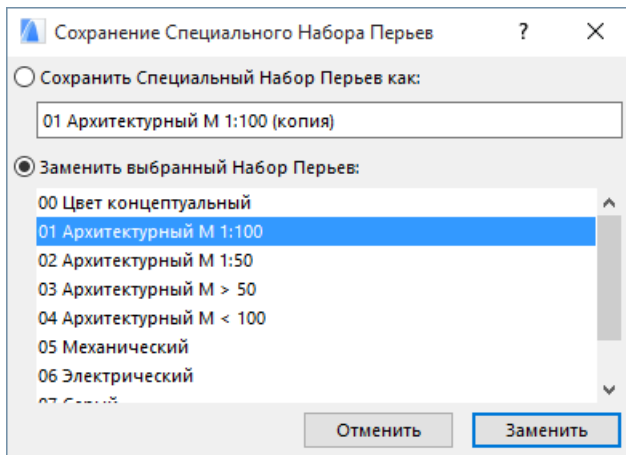 Сохранение Специального Набора Перьев
Сохранить Специальный Набор Перьев как:
01 Архитектурный М 1:100 (копия)
Заменить выбранный Набор Перьев:
00 Цвет концептуальный
01 Архитектурный М 1:100
02 Архитектурный М 1:50
03 Архитектурный М > 50
04 Архитектурный М < 100
05 Механический
06 Электрический
Отменить
Заменить